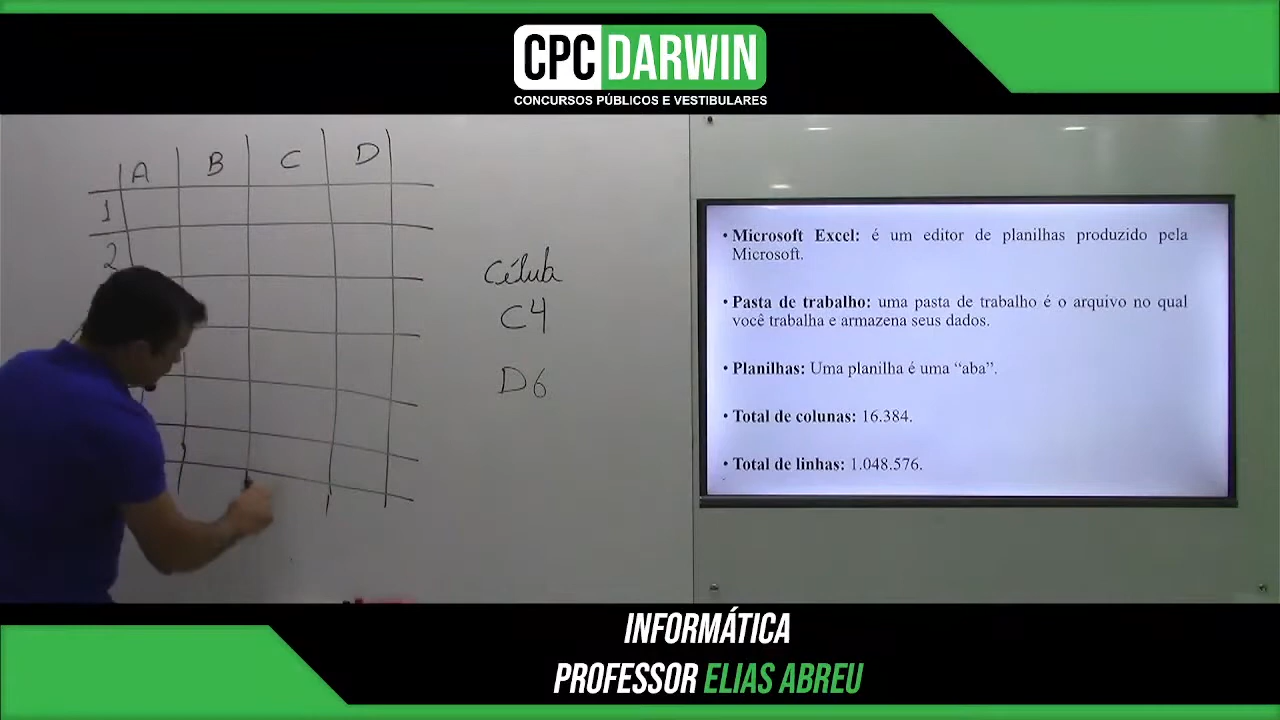 CPC DARWIN
CONCURSOS PÚBLICOS E VESTIBULARES
A B C D
1
2
Célula
C4
D6
• Microsoft Excel: é um editor de planilhas produzido pela
Microsoft.
• Pasta de trabalho: uma pasta de trabalho é o arquivo no qual
você trabalha e armazena seus dados.
• Planilhas: Uma planilha é uma “aba”.
• Total de colunas: 16.384.
• Total de linhas: 1.048.576.
INFORMÁTICA
PROFESSOR ELIAS ABREU